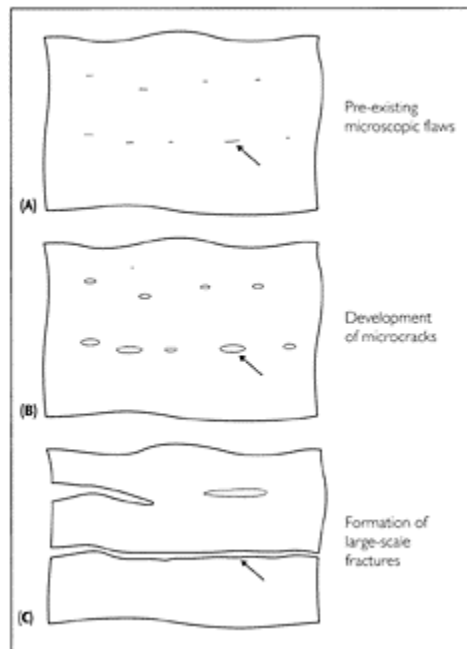 Pre-existing
microscopic flaws
(A)
Development
of microcracks
(B)
Formation of
large-scale
fractures
(C)